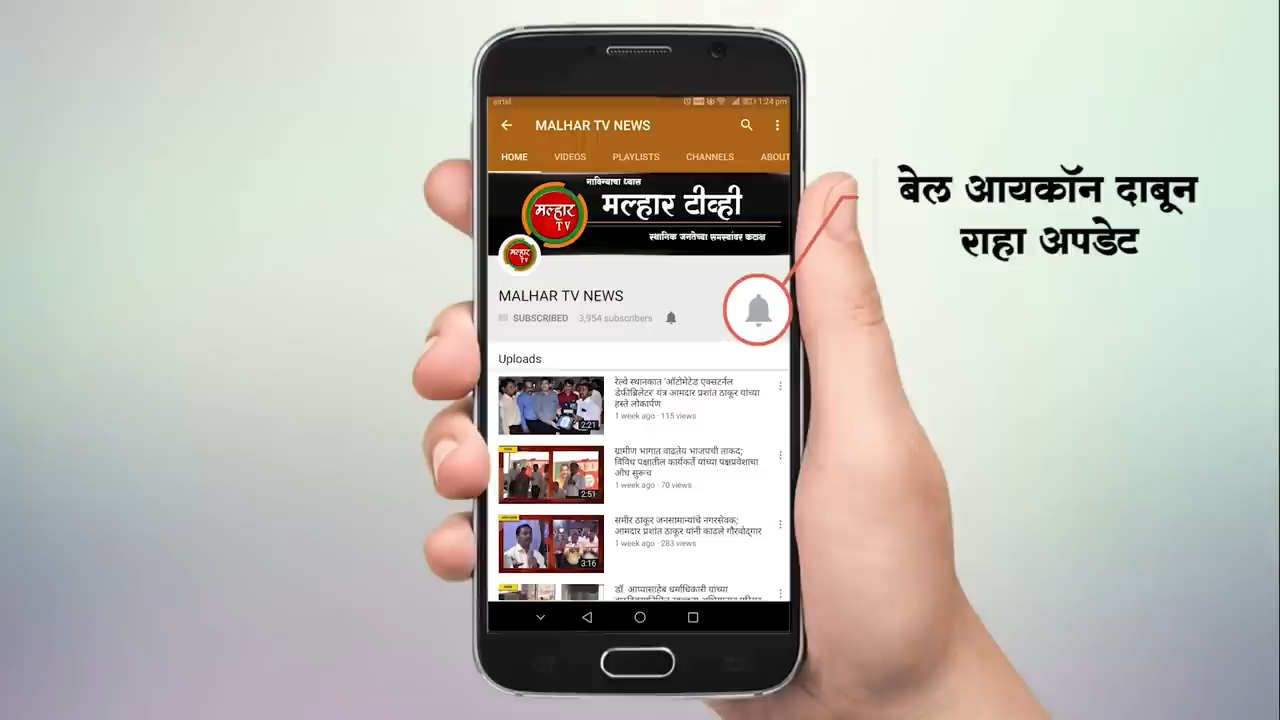 airtel 1:24 pm
MALHAR TV NEWS
HOME VIDEOS PLAYLISTS CHANNELS ABOUT
नाविन्याचा ध्यास
मल्हार टीव्ही
मल्हार
TV
स्थानिक जनतेच्या समस्यांवर कटाक्ष
मल्हार
TV
MALHAR TV NEWS
SUBSCRIBED 3,954 subscribers
Uploads
रेल्वे स्थानकात 'ऑटोमेटेड एक्सटर्नल
डेफीब्रिलेटर' यंत्र आमदार प्रशांत ठाकूर यांच्या
हस्ते लोकार्पण
1 week ago · 115 views
2:21
ग्रामीण भागात वाढतेय भाजपची ताकद;
विविध पक्षातील कार्यकर्ते यांच्या पक्षप्रवेशाचा
ओघ सुरूच
1 week ago · 70 views
2:51
समीर ठाकूर जनसामान्यांचे नगरसेवक;
आमदार प्रशांत ठाकूर यांनी काढले गौरवोद्गार
1 week ago · 283 views
3:16
डॉ. आप्पासाहेब धर्माधिकारी यांच्या
बेल आयकॉन दाबून
राहा अपडेट